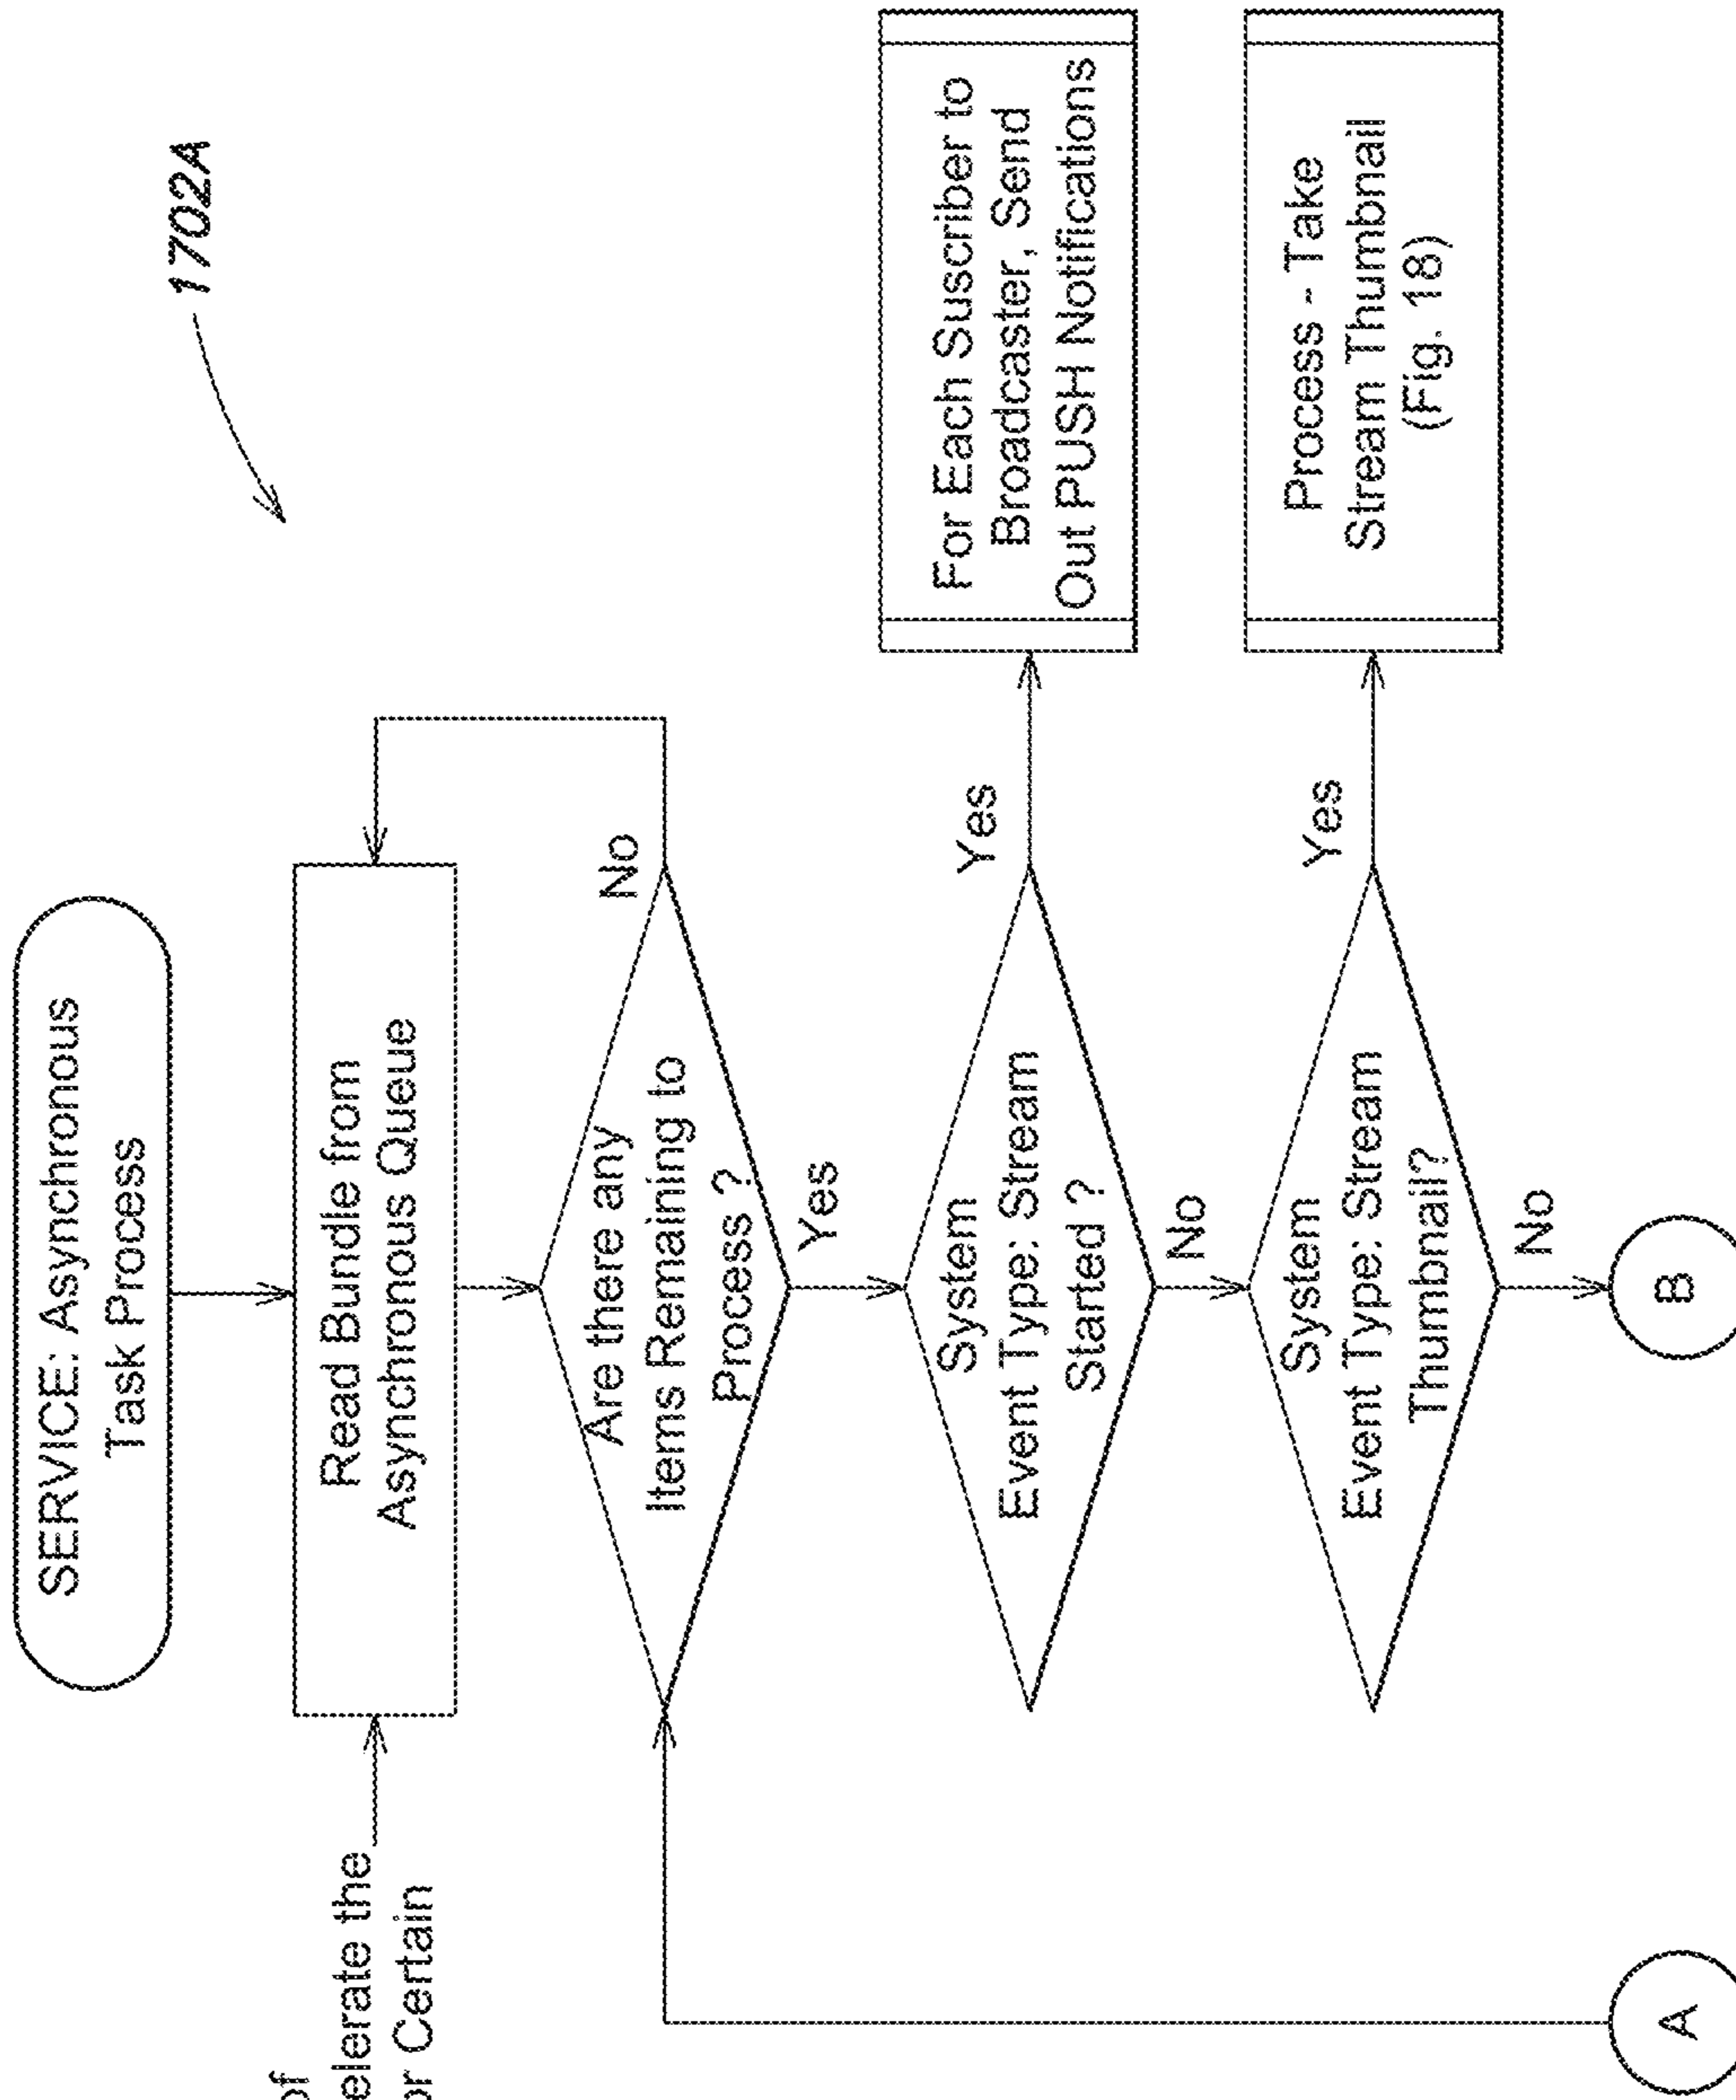 1702A
SERVICE: Asynchronous
Task Process
of
elerate the
or Certain
Read Bundle from
Asynchronous Queue
Are there any
Items Remaining to
Process ?
No
Yes
System
Event Type: Stream
Started ?
Yes
For Each Suscriber to
Broadcaster, Send
Out PUSH Notifications
No
System
Event Type: Stream
Thumbnail?
Yes
Process - Take
Stream Thumbnail
(Fig. 18)
No
A
B